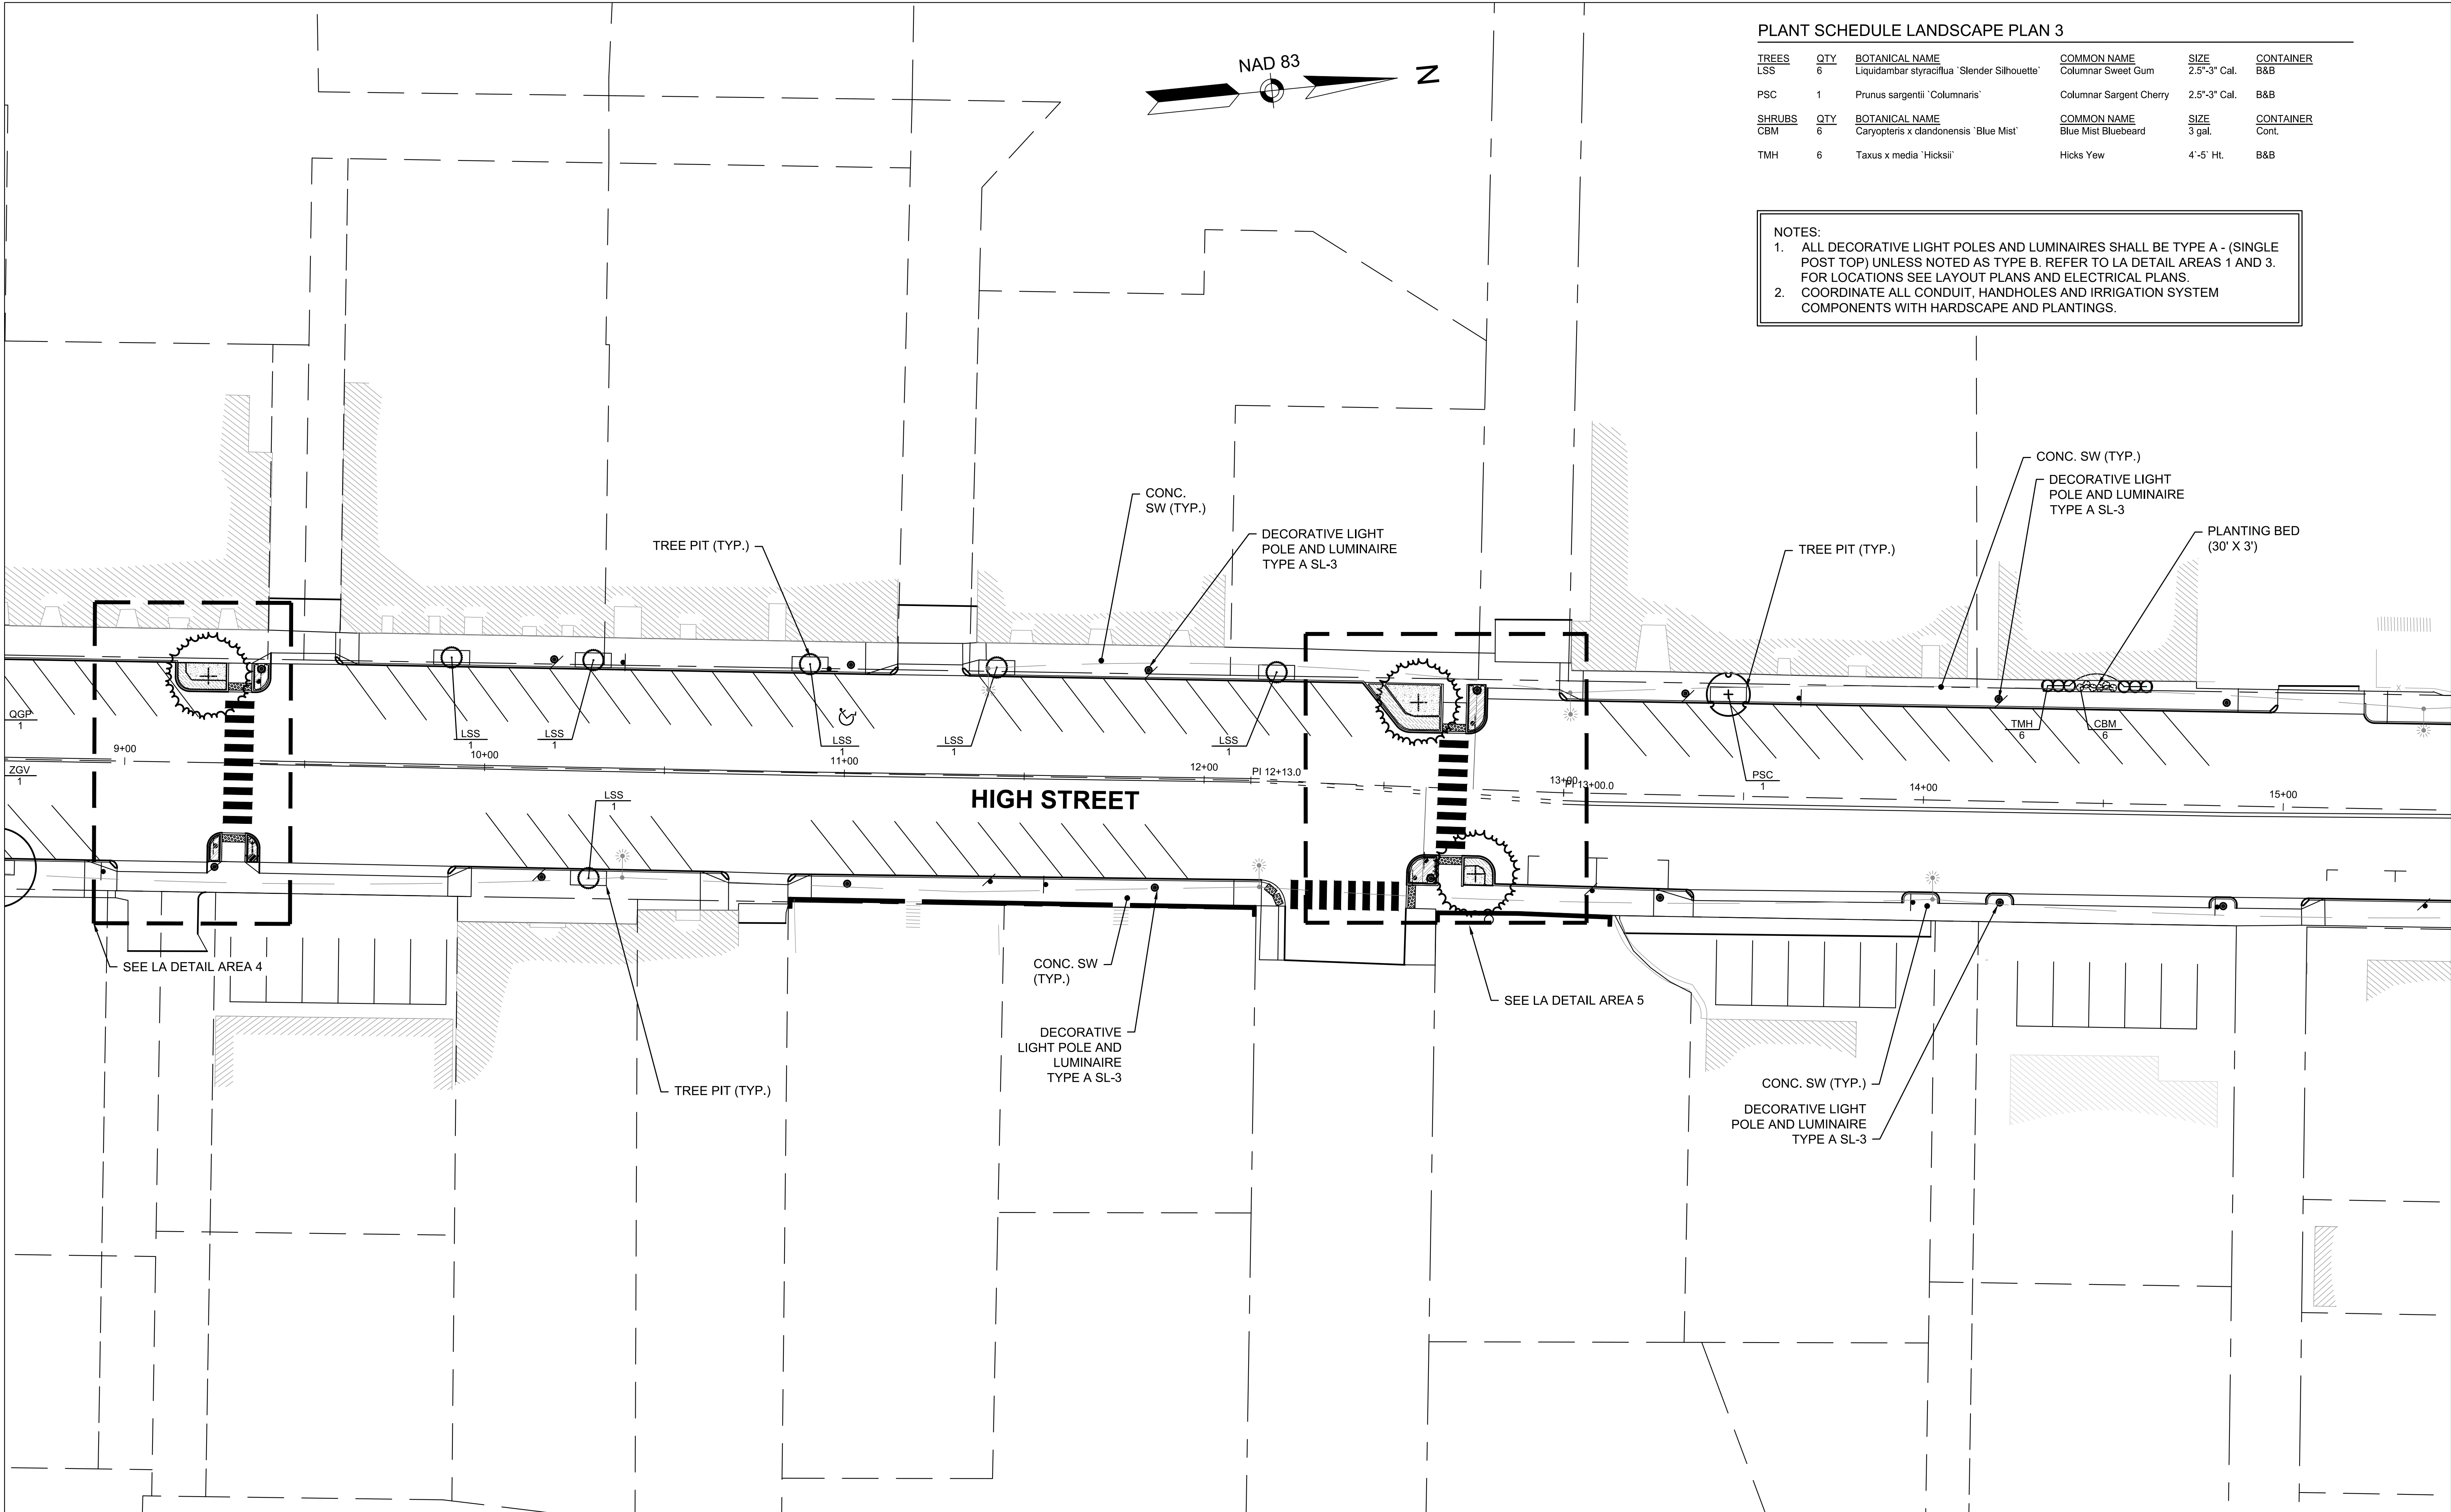 PLANT SCHEDULE LANDSCAPE PLAN 3
TREES QTY BOTANICAL NAME COMMON NAME SIZE CONTAINER
LSS 6 Liquidambar styraciflua `Slender Silhouette` Columnar Sweet Gum 2.5"-3" Cal. B&B
PSC 1 Prunus sargentii `Columnaris` Columnar Sargent Cherry 2.5"-3" Cal. B&B
SHRUBS QTY BOTANICAL NAME COMMON NAME SIZE CONTAINER
CBM 6 Caryopteris x clandonensis `Blue Mist` Blue Mist Bluebeard 3 gal. Cont.
TMH 6 Taxus x media `Hicksii` Hicks Yew 4`-5` Ht. B&B
NAD 83
N
NOTES:
1. ALL DECORATIVE LIGHT POLES AND LUMINAIRES SHALL BE TYPE A - (SINGLE
POST TOP) UNLESS NOTED AS TYPE B. REFER TO LA DETAIL AREAS 1 AND 3.
FOR LOCATIONS SEE LAYOUT PLANS AND ELECTRICAL PLANS.
2. COORDINATE ALL CONDUIT, HANDHOLES AND IRRIGATION SYSTEM
COMPONENTS WITH HARDSCAPE AND PLANTINGS.
TREE PIT (TYP.)
CONC.
SW (TYP.)
DECORATIVE LIGHT
POLE AND LUMINAIRE
TYPE A SL-3
TREE PIT (TYP.)
CONC. SW (TYP.)
DECORATIVE LIGHT
POLE AND LUMINAIRE
TYPE A SL-3
PLANTING BED
(30' X 3')
QGP
1
LSS
1
LSS
1
LSS
1
LSS
1
LSS
1
TMH
6
CBM
6
PSC
1
ZGV
1
9+00
10+00
11+00
12+00
PI 12+13.0
13+00
PI 13+00.0
14+00
15+00
LSS
1
HIGH STREET
SEE LA DETAIL AREA 4
CONC. SW
(TYP.)
DECORATIVE
LIGHT POLE AND
LUMINAIRE
TYPE A SL-3
TREE PIT (TYP.)
SEE LA DETAIL AREA 5
CONC. SW (TYP.)
DECORATIVE LIGHT
POLE AND LUMINAIRE
TYPE A SL-3